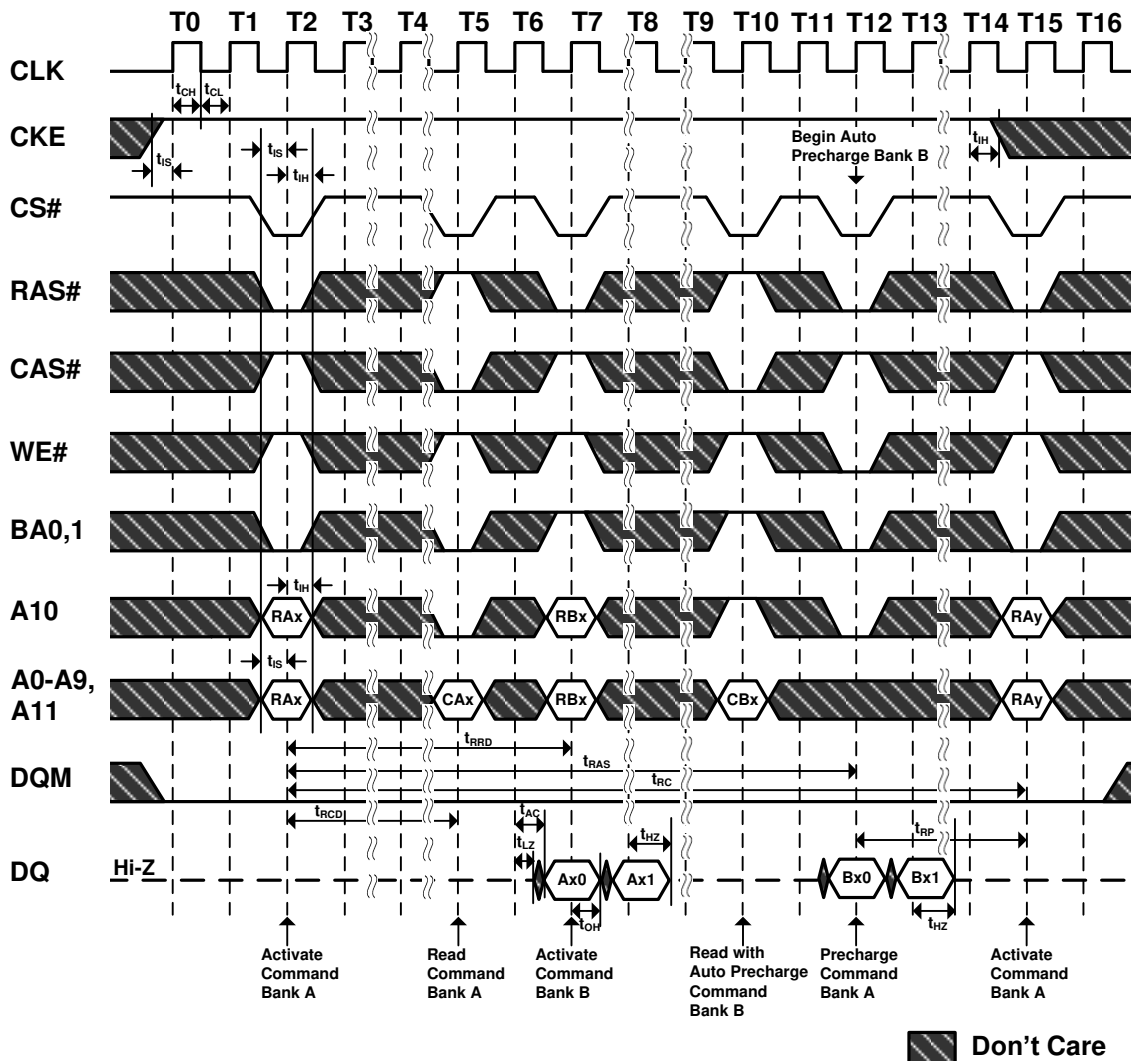 T0 T1 T2 T3 T4 T5 T6 T7 T8 T9 T10 T11 T12 T13 T14 T15 T16
CLK
tCH tCL
CKE
tIS
tIS
tIH
Begin Auto
Precharge Bank B
tIH
CS#
RAS#
CAS#
WE#
BA0,1
tIH
A10
RAx RBx RAy
tIS
A0-A9,
A11
RAx CAx RBx CBx RAy
tRRD
tRAS
tRC
DQM
tRCD
tAC
tLZ
tHZ
tRP
DQ
Hi-Z
Ax0 Ax1 Bx0 Bx1
tOH
tHZ
Activate
Command
Bank A
Read
Command
Bank A
Activate
Command
Bank B
Read with
Auto Precharge
Command
Bank B
Precharge
Command
Bank A
Activate
Command
Bank A
Don't Care